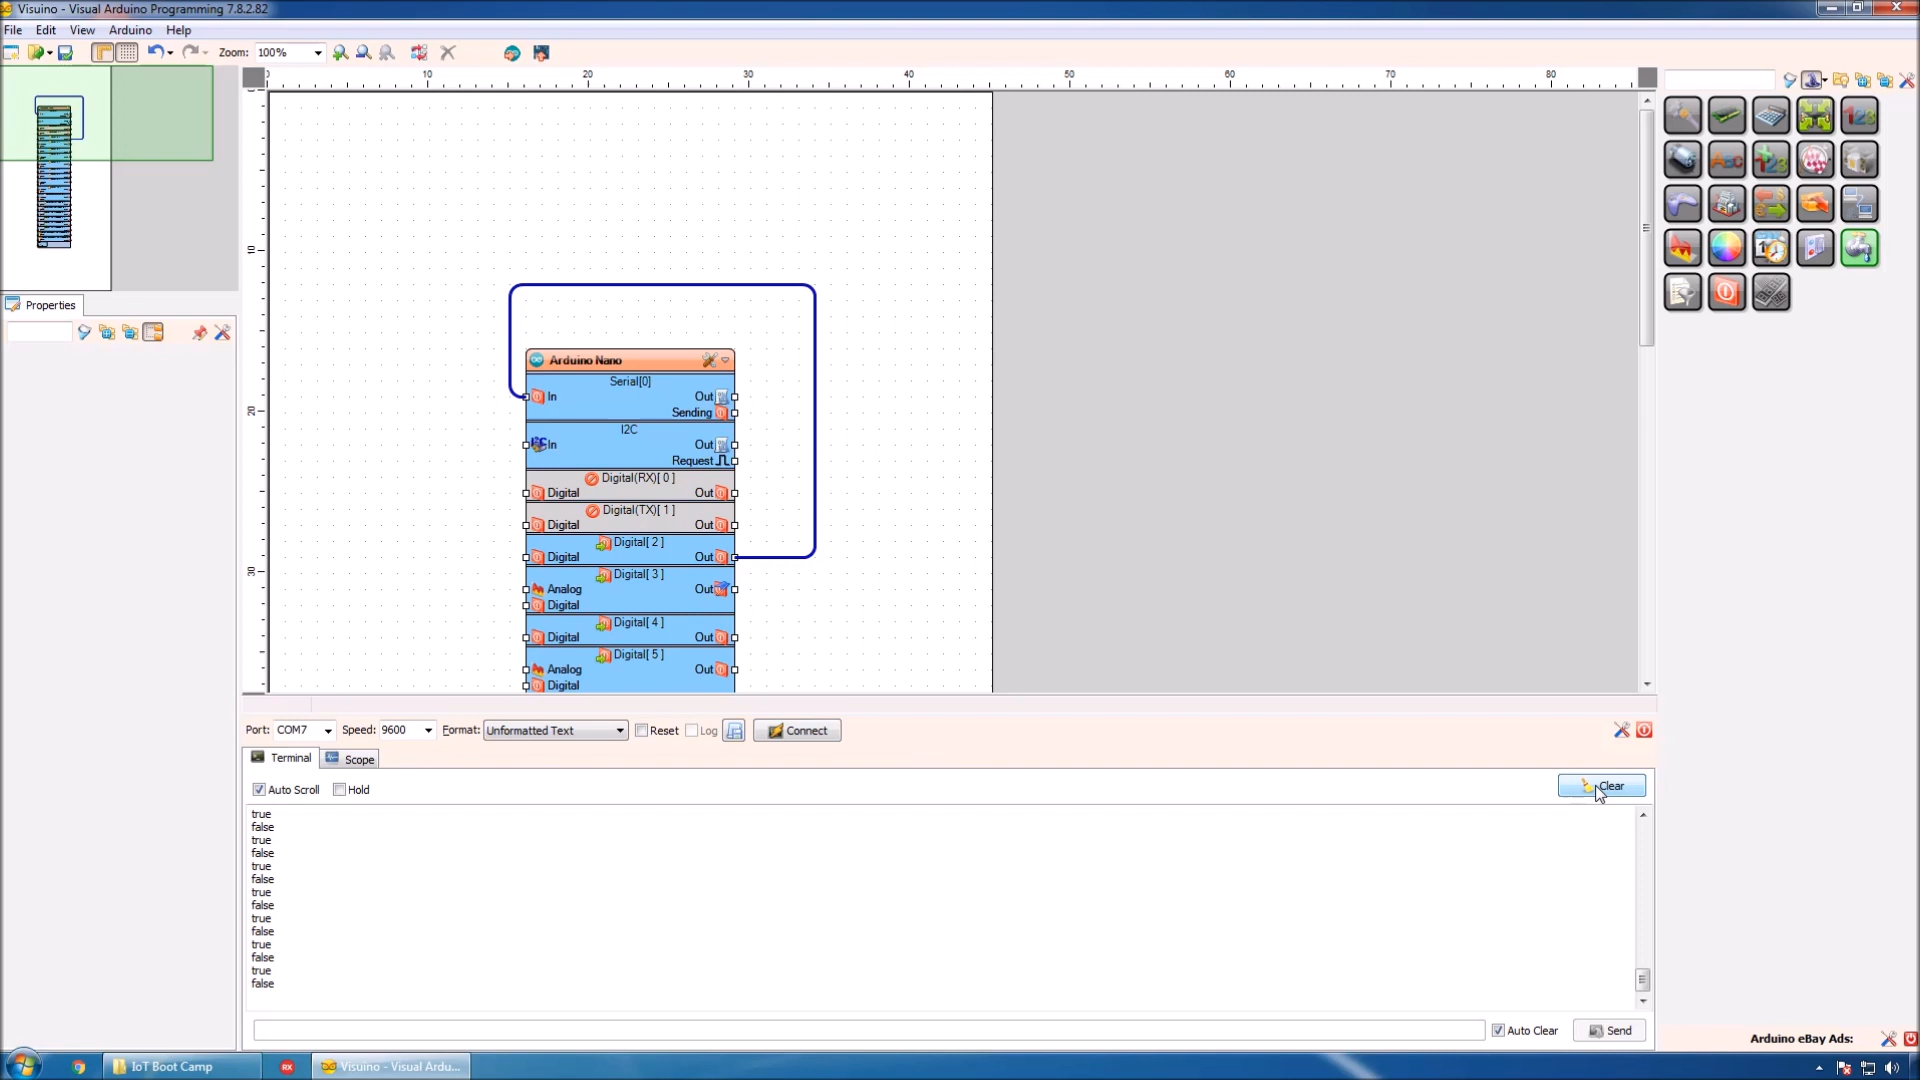 Visuino - Visual Arduino Programming 7.8.2.82
File Edit View Arduino Help
Zoom: 100%
0 10 20 30 40 50 60 70 80
10
20
30
Properties
Arduino Nano
Serial[0]
In Out
Sending
I2C
In Out
Request
Digital(RX)[ 0 ]
Digital Out
Digital(TX)[ 1 ]
Digital Out
Digital[ 2 ]
Digital Out
Digital[ 3 ]
Analog Out
Digital
Digital[ 4 ]
Digital Out
Digital[ 5 ]
Analog Out
Digital
Port: COM7 Speed: 9600 Format: Unformatted Text Reset Log Connect
Terminal Scope
Auto Scroll Hold Clear
true
false
true
false
true
false
true
false
true
false
true
false
true
false
Auto Clear Send
Arduino eBay Ads:
IoT Boot Camp RX Visuino - Visual Ardu...